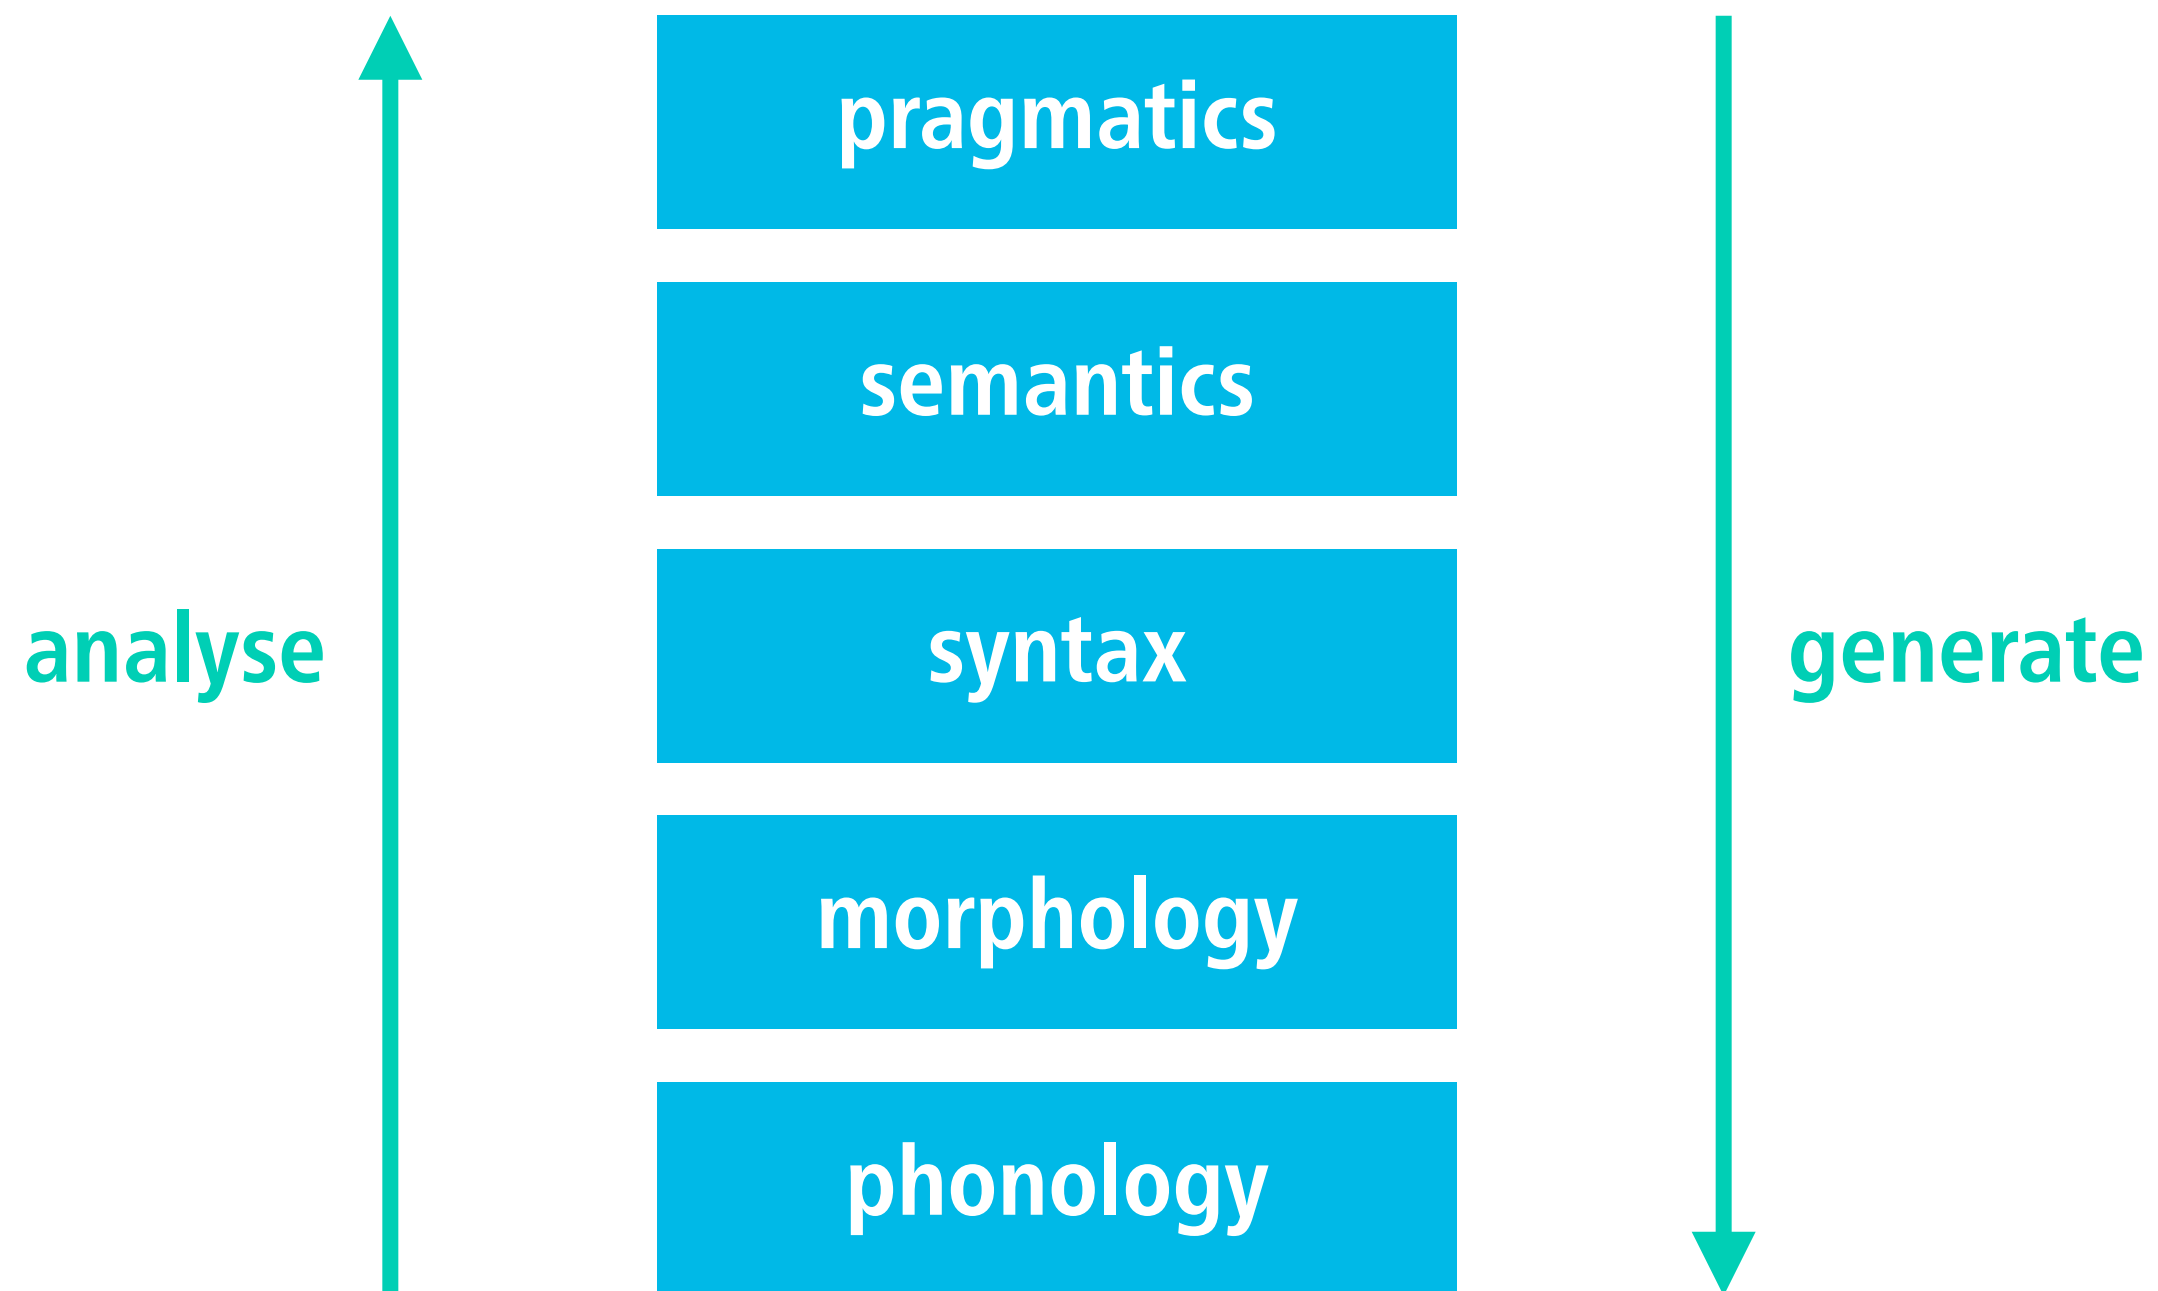 pragmatics
semantics
analyse
syntax
generate
morphology
phonology